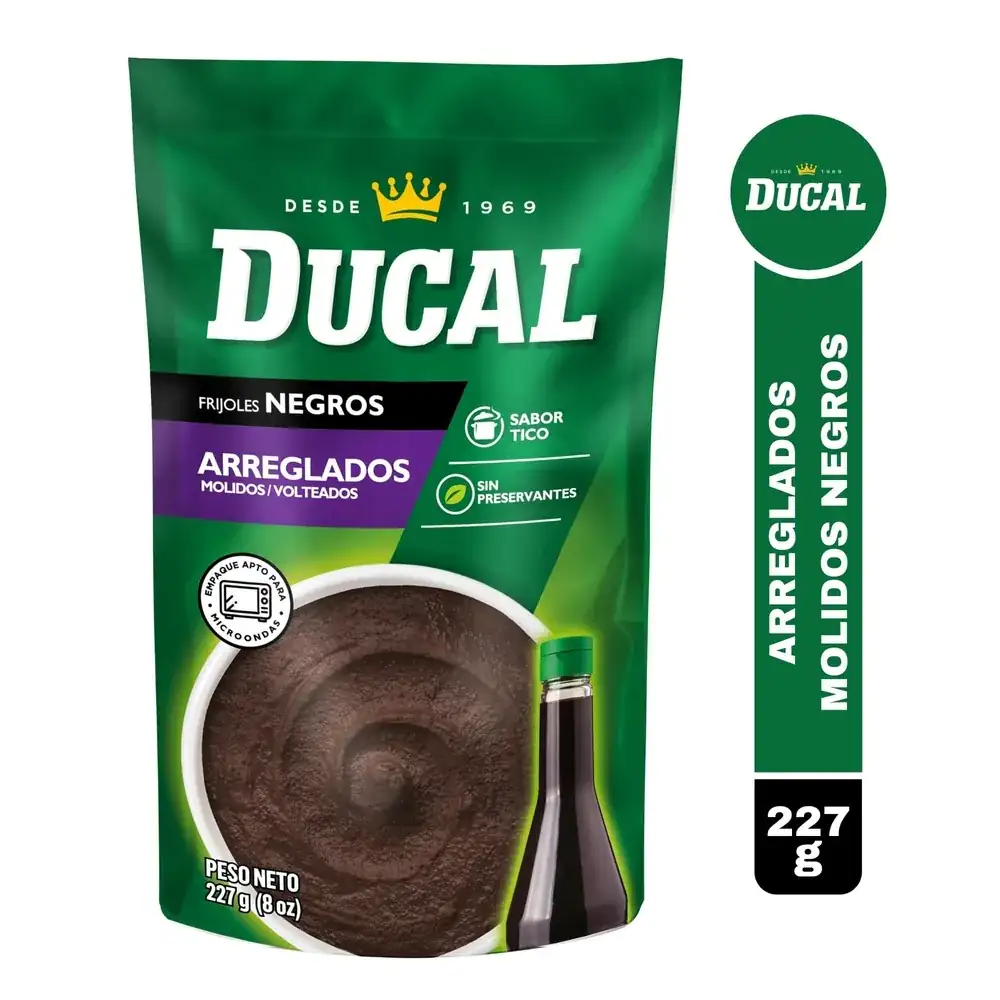 DESDE 1969
DUCAL
FRIJOLES NEGROS
ARREGLADOS
MOLIDOS/VOLTEADOS
SABOR
TICO
SIN
PRESERVANTES
EMPAQUE APTO PARA
MICROONDAS
PESO NETO
227 g (8 oz)
DESDE 1969
DUCAL
ARREGLADOS
MOLIDOS NEGROS
227
g